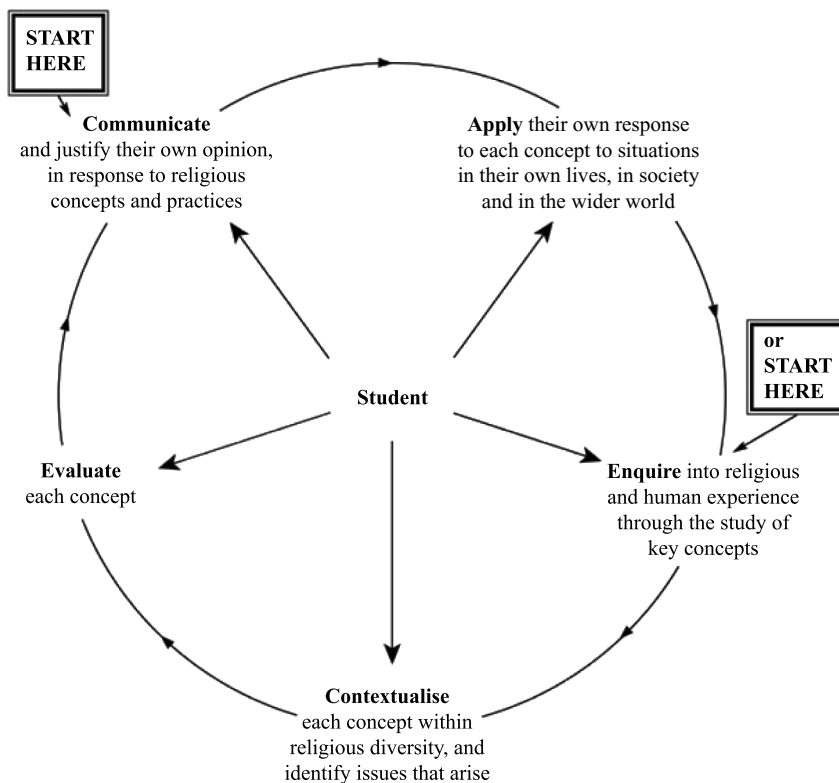 START
HERE
Communicate
and justify their own opinion,
in response to religious
concepts and practices
Apply their own response
to each concept to situations
in their own lives, in society
and in the wider world
or
START
HERE
Student
Evaluate
each concept
Enquire into religious
and human experience
through the study of
key concepts
Contextualise
each concept within
religious diversity, and
identify issues that arise